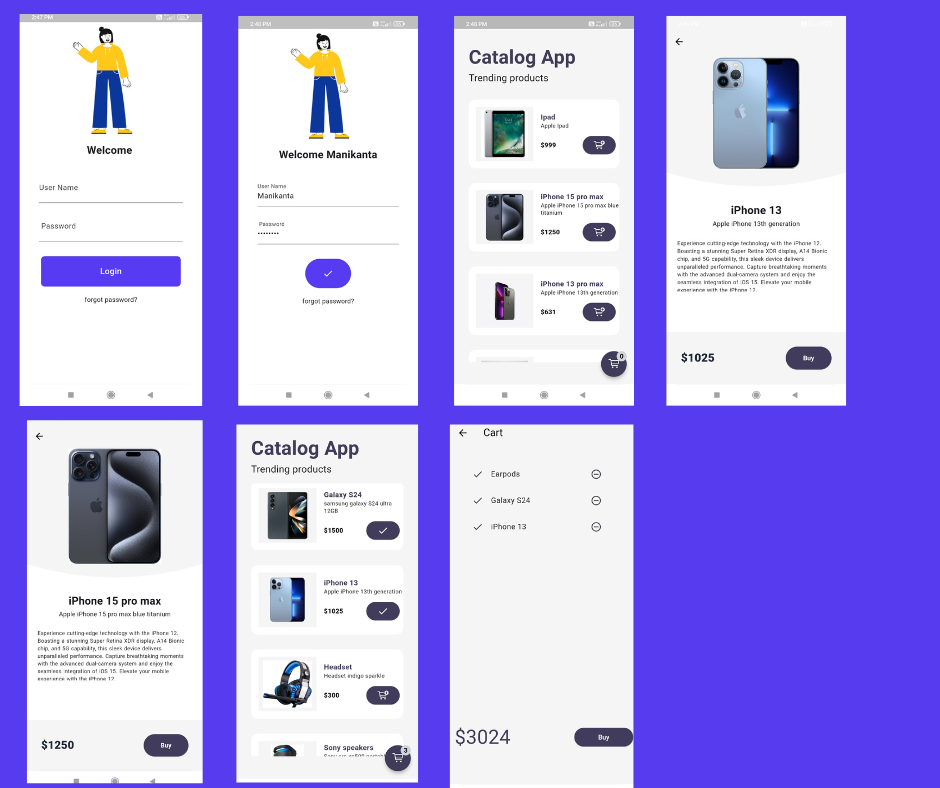 2:47 PM
Welcome
User Name
Password
Login
forgot password?
2:48 PM
Welcome Manikanta
User Name
Manikanta
Password
••••••••
forgot password?
2:48 PM
Catalog App
Trending products
Ipad
Apple Ipad
$999
iPhone 15 pro max
Apple iPhone 15 pro max blue
titanium
$1250
iPhone 13 pro max
Apple iPhone 13th generation
$631
0
iPhone 13
Apple iPhone 13th generation
Experience cutting-edge technology with the iPhone 12.
Boasting a stunning Super Retina XDR display, A14 Bionic
chip, and 5G capability, this sleek device delivers
unparalleled performance. Capture breathtaking moments
with the advanced dual-camera system and enjoy the
seamless integration of iOS 15. Elevate your mobile
experience with the iPhone 12.
$1025
Buy
iPhone 15 pro max
Apple iPhone 15 pro max blue titanium
Experience cutting-edge technology with the iPhone 12.
Boasting a stunning Super Retina XDR display, A14 Bionic
chip, and 5G capability, this sleek device delivers
unparalleled performance. Capture breathtaking moments
with the advanced dual-camera system and enjoy the
seamless integration of iOS 15. Elevate your mobile
experience with the iPhone 12.
$1250
Buy
Catalog App
Trending products
Galaxy S24
samsung galaxy S24 ultra
12GB
$1500
iPhone 13
Apple iPhone 13th generation
$1025
Headset
Headset indigo sparkle
$300
Sony speakers
3
Cart
Earpods
Galaxy S24
iPhone 13
$3024
Buy